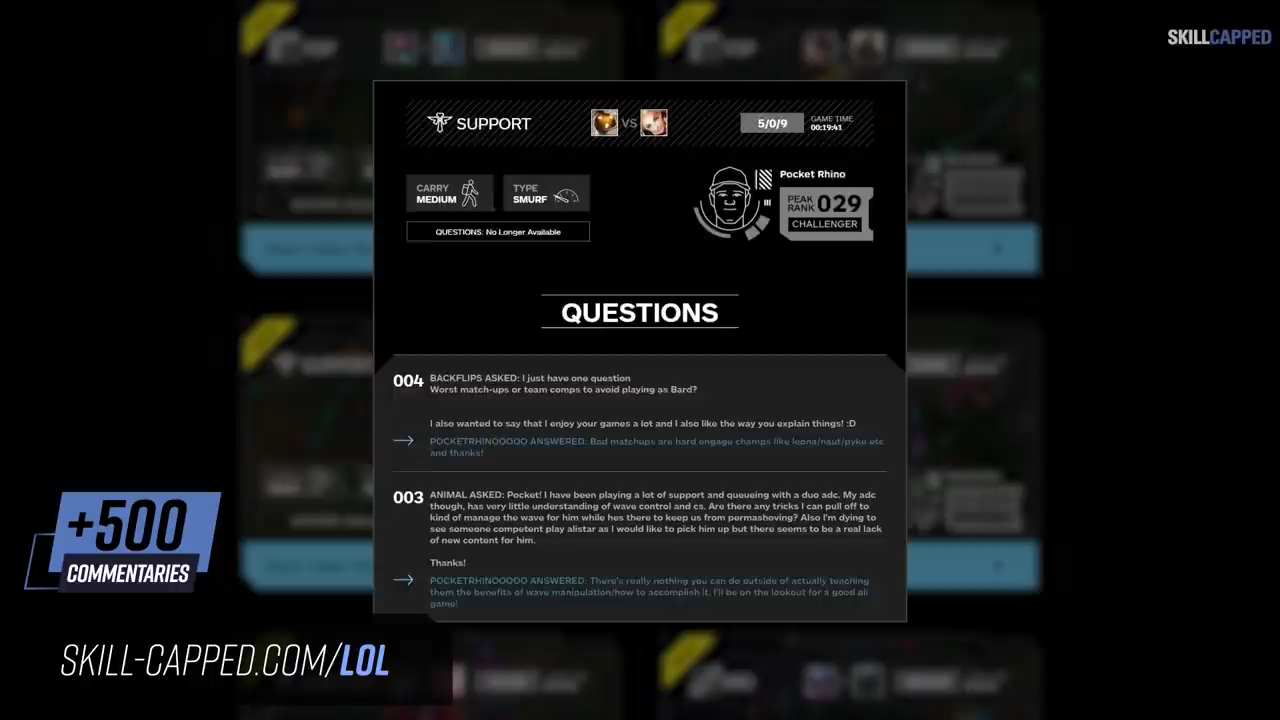 SKILLCAPPED
SUPPORT
VS
5/0/9
GAME TIME
00:19:41
CARRY
MEDIUM
TYPE
SMURF
QUESTIONS: No Longer Available
Pocket Rhino
PEAK
RANK
029
CHALLENGER
QUESTIONS
004
BACKFLIPS ASKED: I just have one question
Worst match-ups or team comps to avoid playing as Bard?
I also wanted to say that I enjoy your games a lot and I also like the way you explain things! :D
POCKETRHINOOOOO ANSWERED: Bad matchups are hard engage champs like leona/naut/pyke etc
and thanks!
003
ANIMAL ASKED: Pocket! I have been playing a lot of support and queueing with a duo adc. My adc
though, has very little understanding of wave control and cs. Are there any tricks I can pull off to
kind of manage the wave for him while hes there to keep us from permashoving? Also I'm dying to
see someone competent play alistar as I would like to pick him up but there seems to be a real lack
of new content for him.
Thanks!
POCKETRHINOOOOO ANSWERED: There's really nothing you can do outside of actually teaching
them the benefits of wave manipulation/how to accomplish it. I'll be on the lookout for a good ali
game!
+500
COMMENTARIES
SKILL-CAPPED.COM/LOL